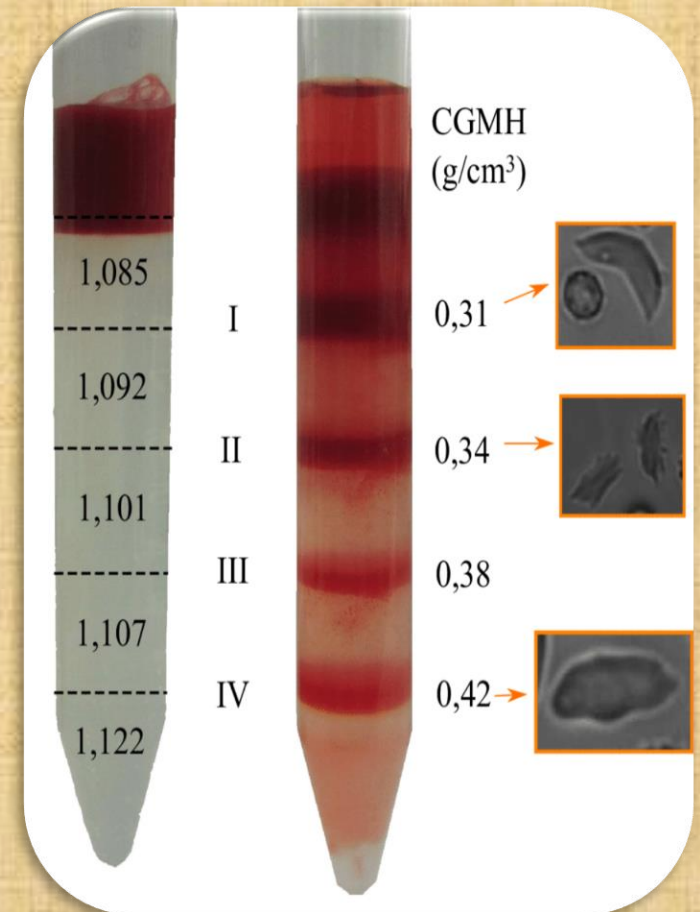 CGMH
(g/cm³)
1,085
I
0,31
1,092
II
0,34
1,101
III
0,38
1,107
IV
0,42
1,122